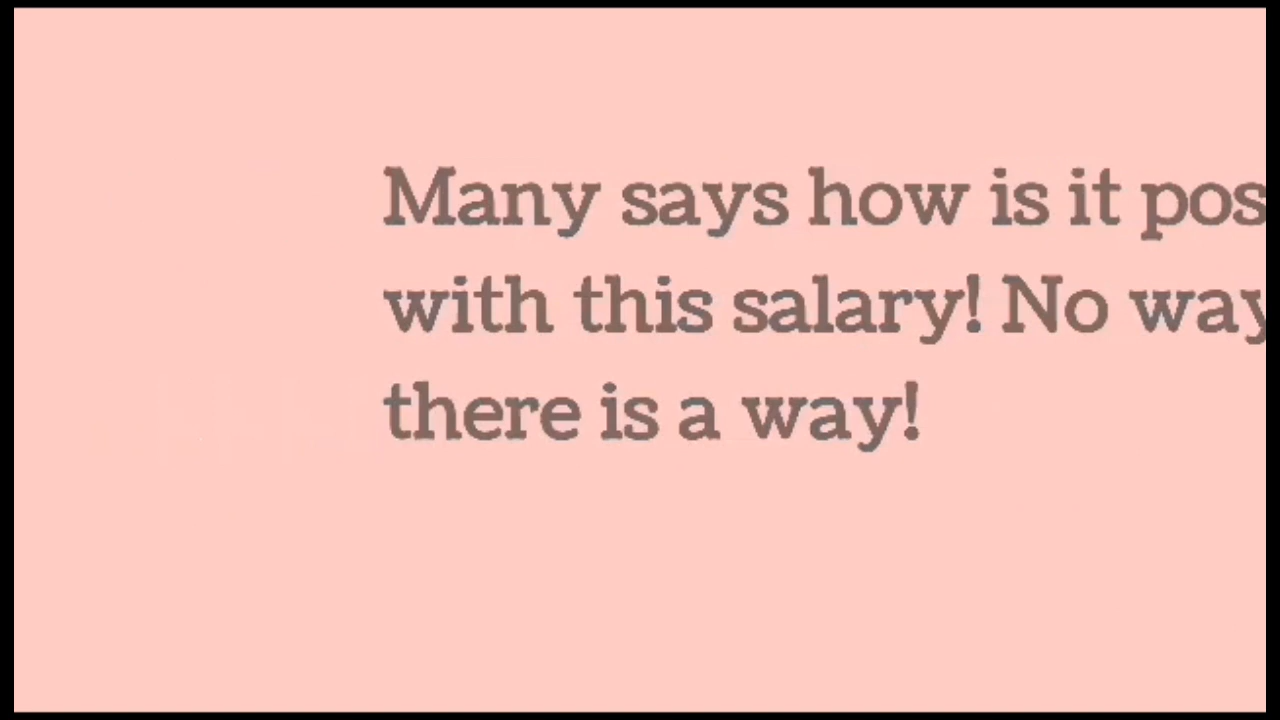 Many says how is it pos
with this salary! No way
there is a way!